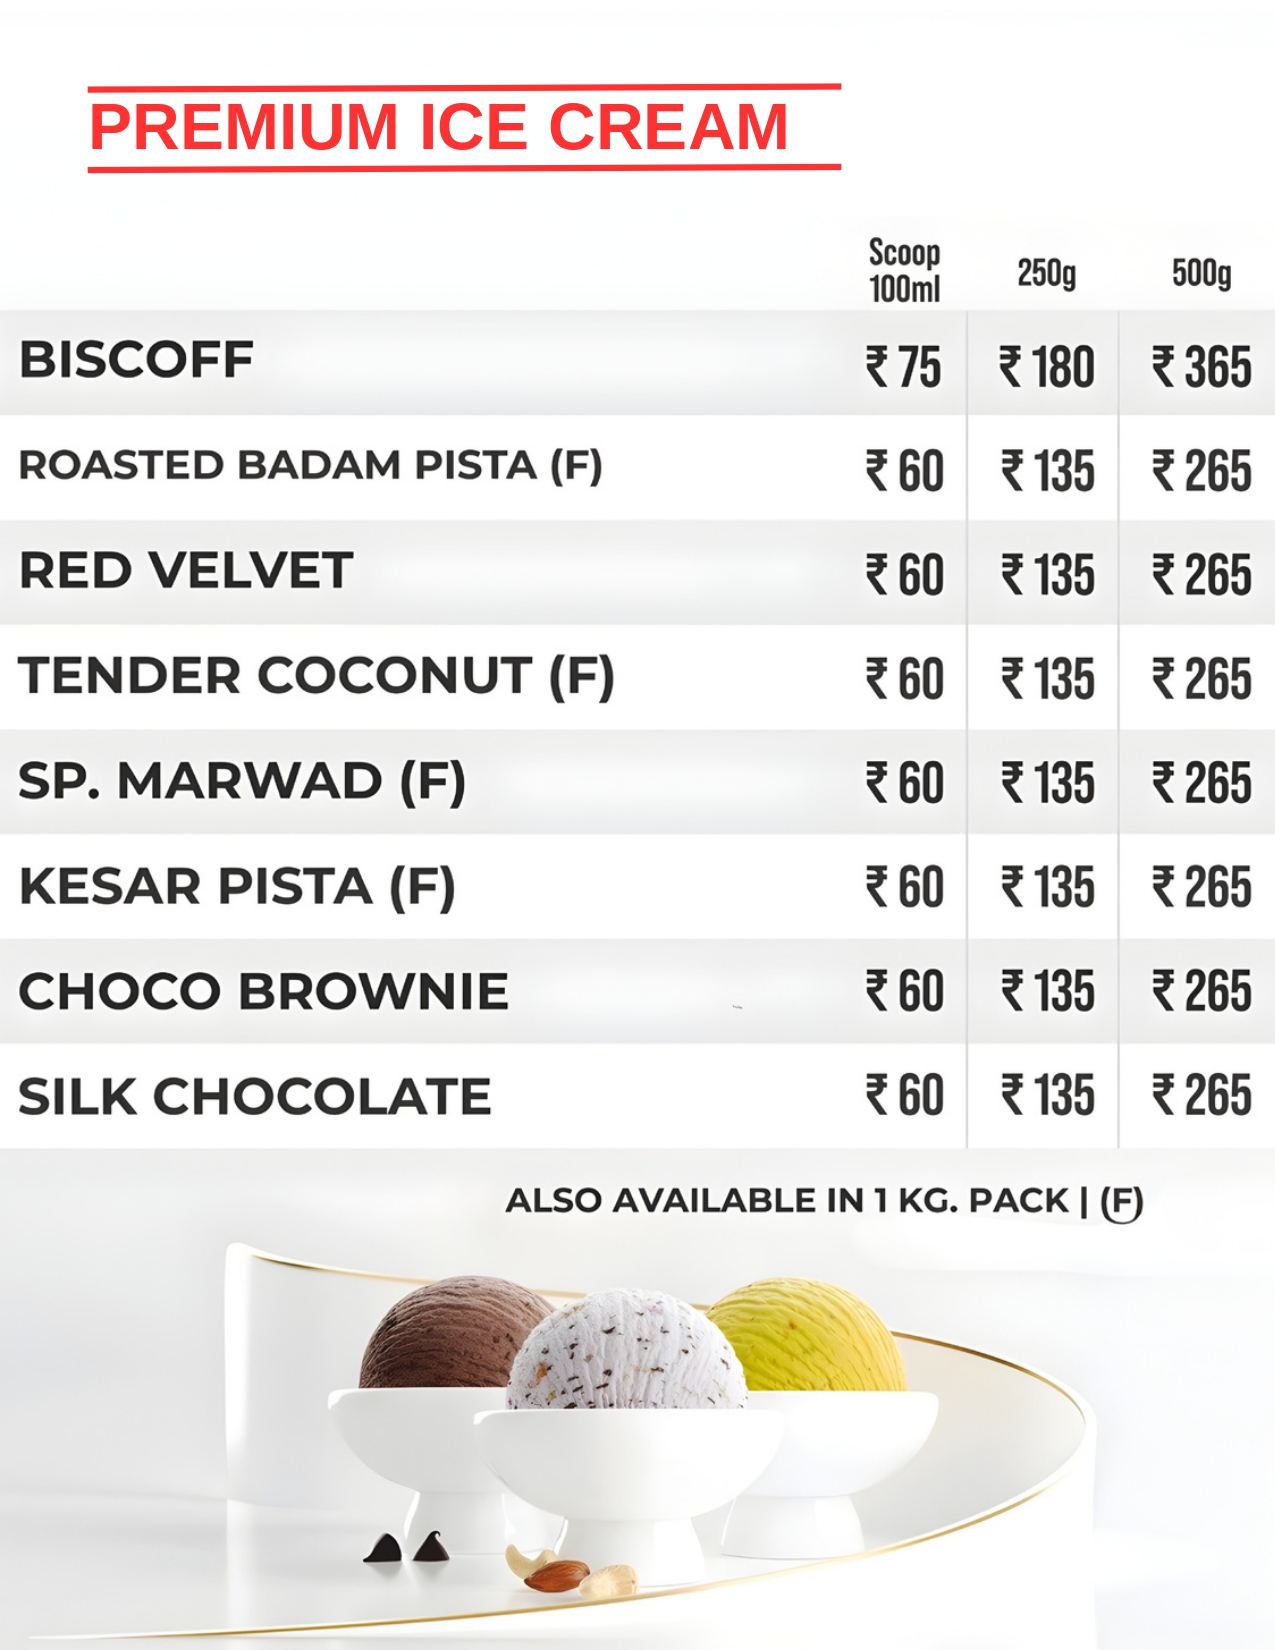 PREMIUM ICE CREAM
Scoop 100ml 250g 500g
BISCOFF ₹ 75 ₹ 180 ₹ 365
ROASTED BADAM PISTA (F) ₹ 60 ₹ 135 ₹ 265
RED VELVET ₹ 60 ₹ 135 ₹ 265
TENDER COCONUT (F) ₹ 60 ₹ 135 ₹ 265
SP. MARWAD (F) ₹ 60 ₹ 135 ₹ 265
KESAR PISTA (F) ₹ 60 ₹ 135 ₹ 265
CHOCO BROWNIE ₹ 60 ₹ 135 ₹ 265
SILK CHOCOLATE ₹ 60 ₹ 135 ₹ 265
ALSO AVAILABLE IN 1 KG. PACK | (F)